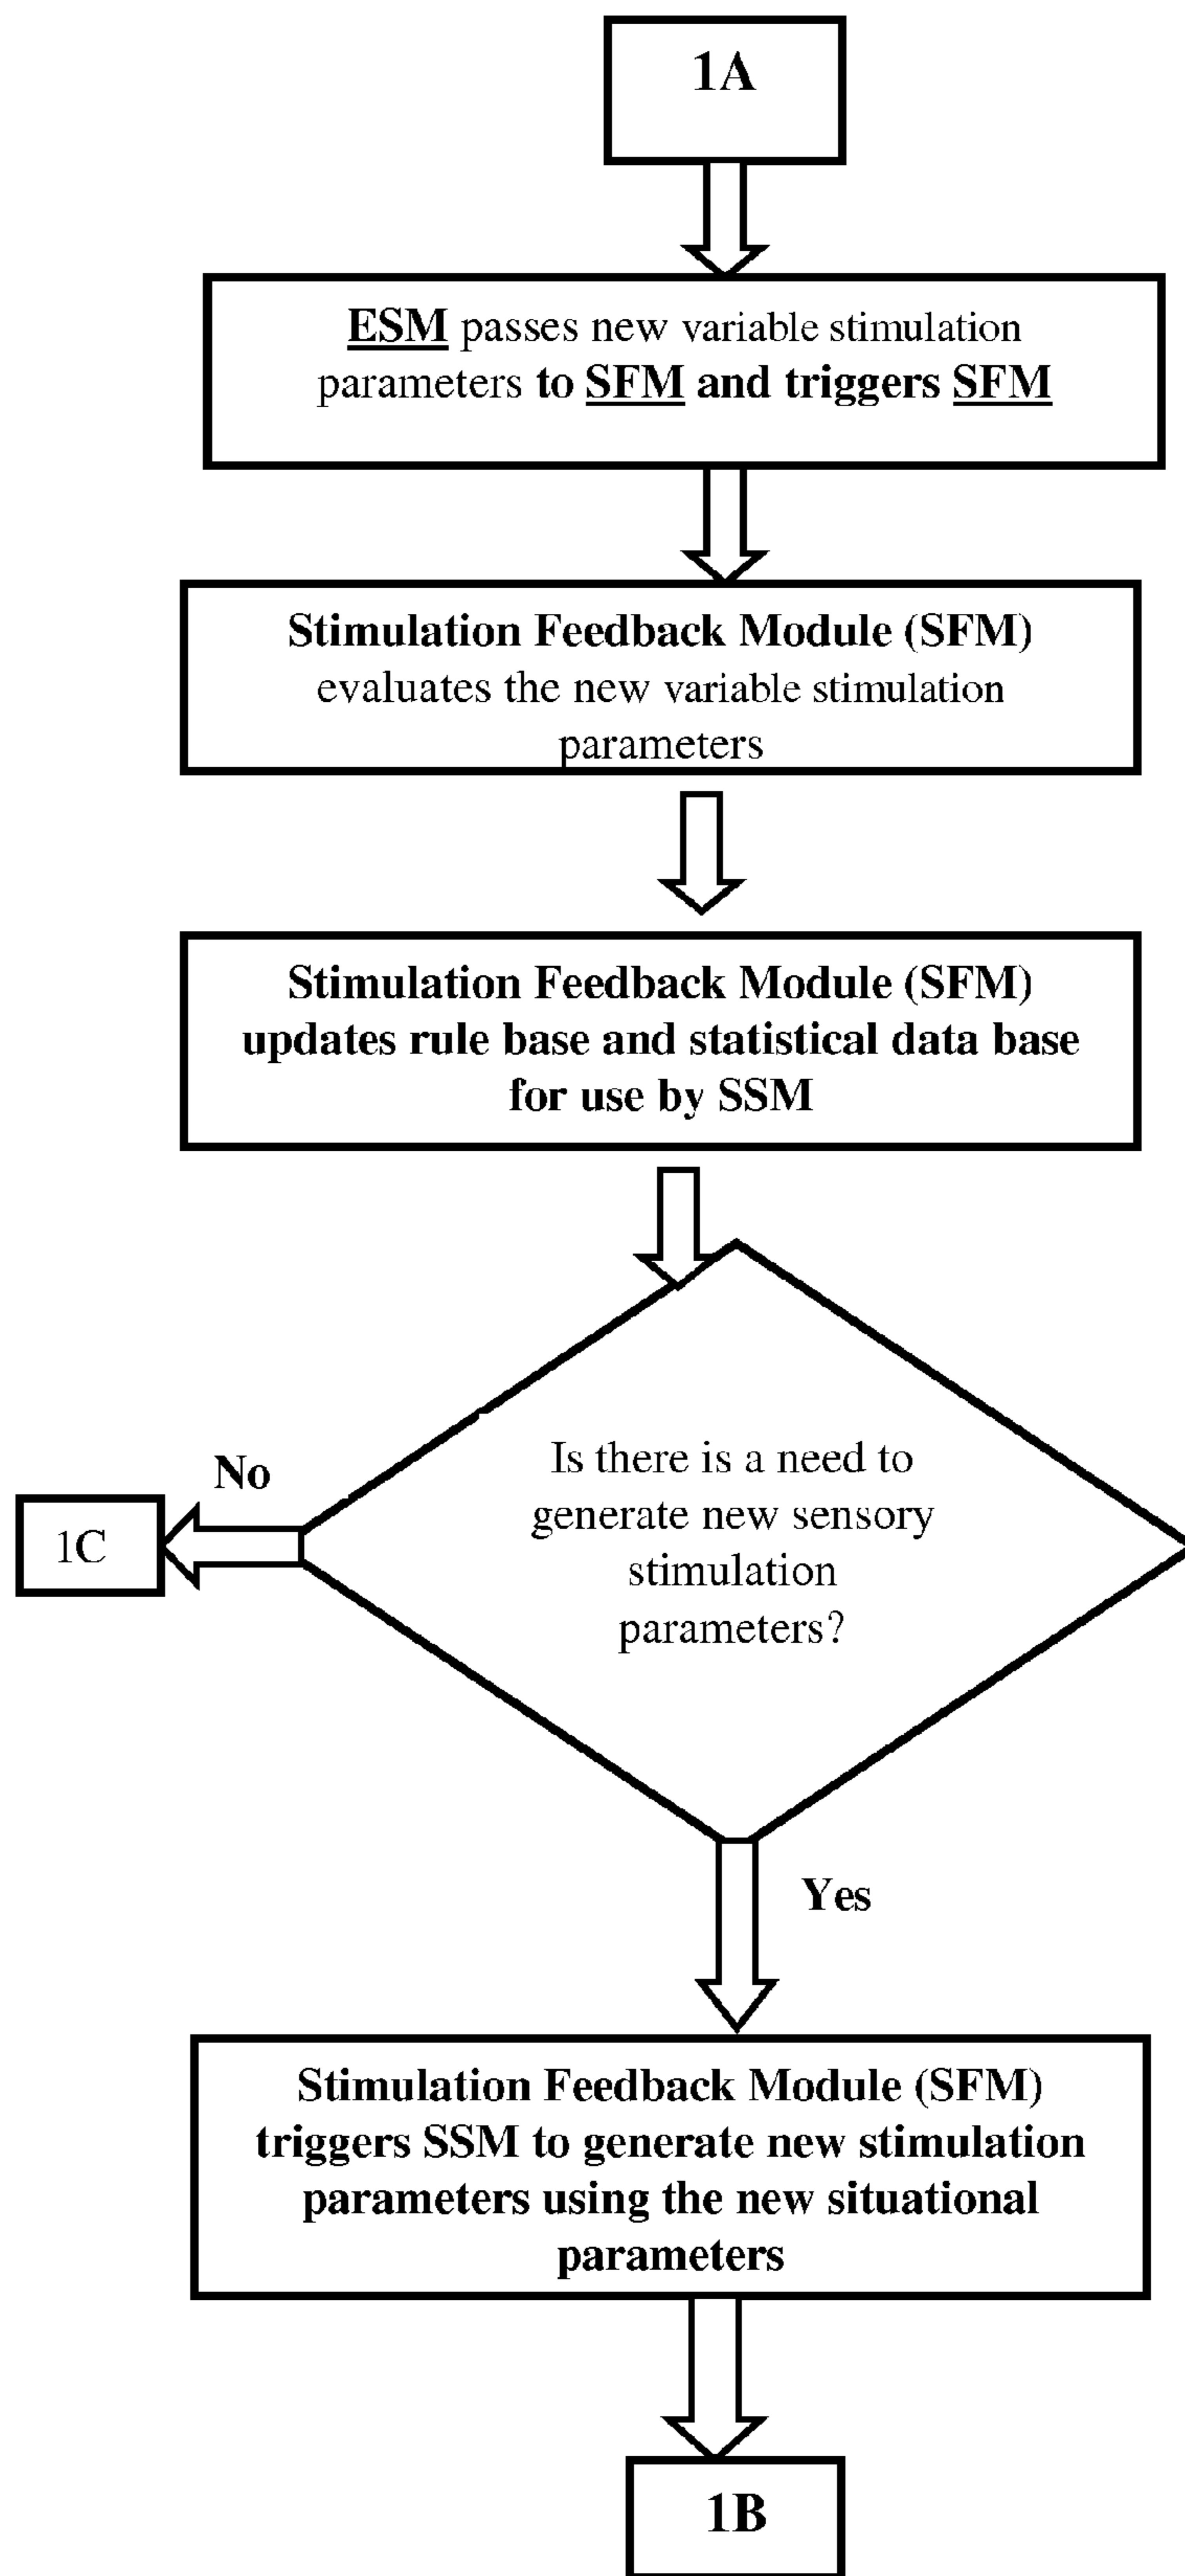 1A
ESM passes new variable stimulation
parameters to SFM and triggers SFM
Stimulation Feedback Module (SFM)
evaluates the new variable stimulation
parameters
Stimulation Feedback Module (SFM)
updates rule base and statistical data base
for use by SSM
Is there is a need to
generate new sensory
stimulation
parameters?
No
1C
Yes
Stimulation Feedback Module (SFM)
triggers SSM to generate new stimulation
parameters using the new situational
parameters
1B